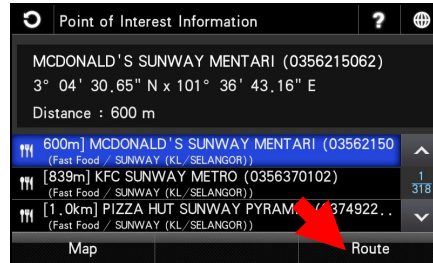 Point of Interest Information ?
MCDONALD'S SUNWAY MENTARI (0356215062)
3° 04' 30.65" N x 101° 36' 43.16" E
Distance : 600 m
600m] MCDONALD'S SUNWAY MENTARI (03562150
(Fast Food / SUNWAY (KL/SELANGOR))
[839m] KFC SUNWAY METRO (0356370102)
(Fast Food / SUNWAY (KL/SELANGOR))
1
318
[1.0km] PIZZA HUT SUNWAY 374922..
(Fast Food / SUNWAY (KL/SELANGOR))
Map Route